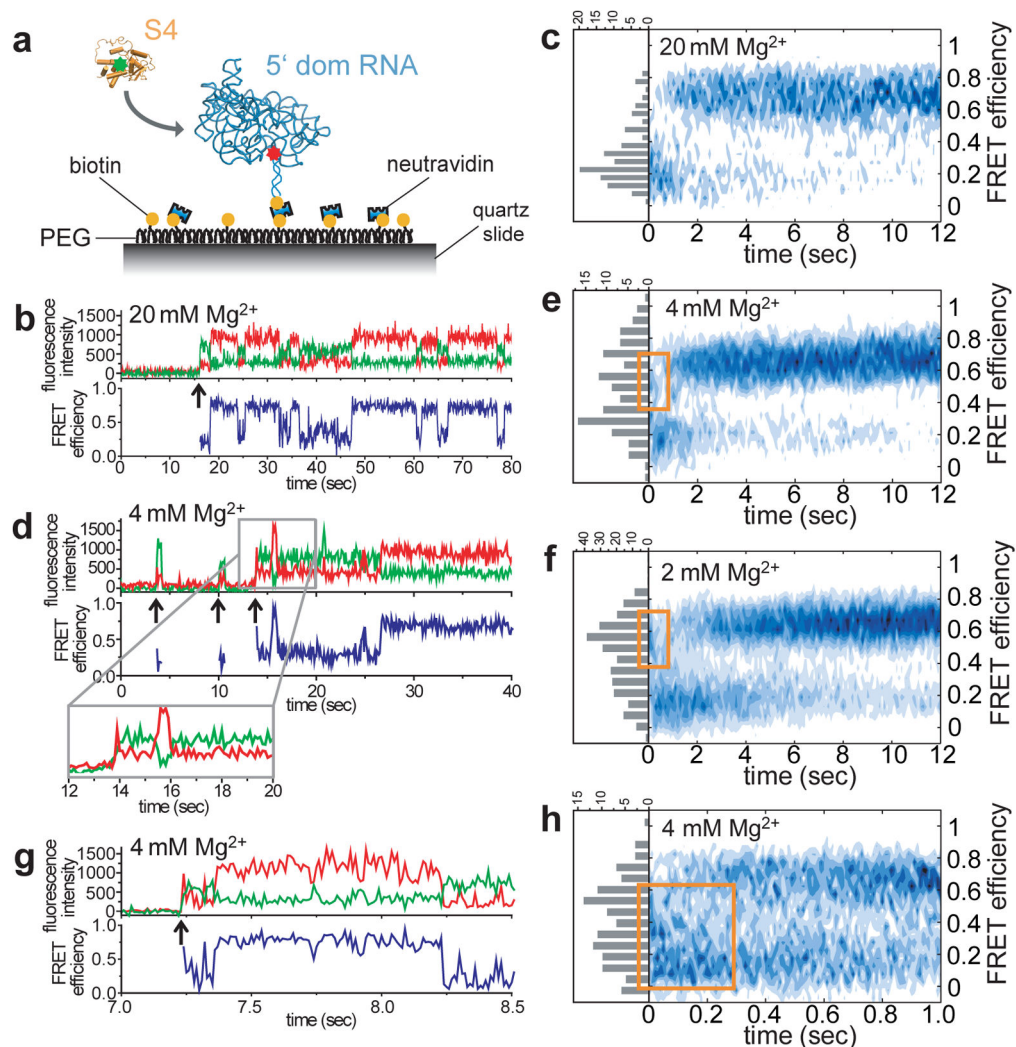 a
S4
5' dom RNA
biotin
neutravidin
PEG
quartz
slide
b
20 mM Mg2+
fluorescence
intensity
1500
1000
500
0
FRET
efficiency
1.0
0.5
0.0
0 10 20 30 40 50 60 70 80
time (sec)
d
4 mM Mg2+
fluorescence
intensity
1500
1000
500
0
FRET
efficiency
1.0
0.5
0.0
0 10 20 30 40
time (sec)
12 14 16 18 20
time (sec)
g
4 mM Mg2+
fluorescence
intensity
1500
1000
500
0
FRET
efficiency
1.0
0.5
0.0
7.0 7.5 8.0 8.5
time (sec)
c
20 15 10 5 0
20 mM Mg2+
1
0.8
0.6
0.4
0.2
0
FRET efficiency
0 2 4 6 8 10 12
time (sec)
e
15 10 5 0
4 mM Mg2+
1
0.8
0.6
0.4
0.2
0
FRET efficiency
0 2 4 6 8 10 12
time (sec)
f
40 30 20 10 0
2 mM Mg2+
1
0.8
0.6
0.4
0.2
0
FRET efficiency
0 2 4 6 8 10 12
time (sec)
h
15 10 5 0
4 mM Mg2+
1
0.8
0.6
0.4
0.2
0
FRET efficiency
0 0.2 0.4 0.6 0.8 1.0
time (sec)